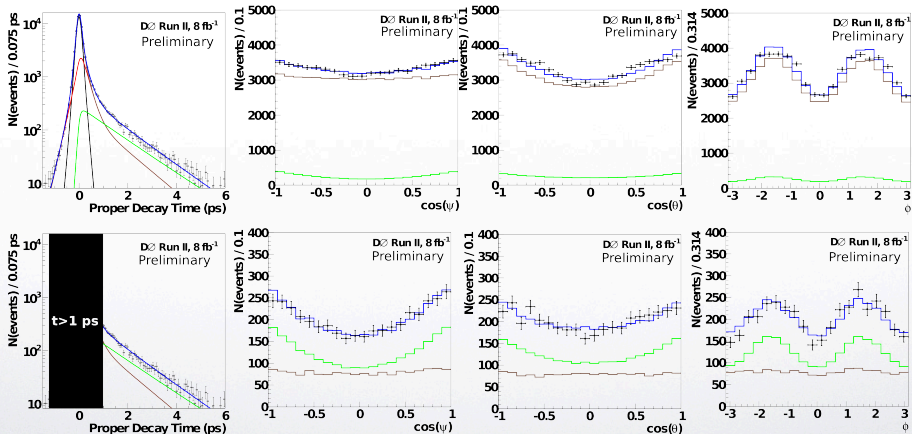 DØ Run II, 8 fb⁻¹
Preliminary
N(events) / 0.075 ps
10⁴
10³
10²
10
0 2 4 6
Proper Decay Time (ps)
DØ Run II, 8 fb⁻¹
Preliminary
N(events) / 0.1
5000
4000
3000
2000
1000
0
-1 -0.5 0 0.5 1
cos(ψ)
DØ Run II, 8 fb⁻¹
Preliminary
N(events) / 0.1
5000
4000
3000
2000
1000
0
-1 -0.5 0 0.5 1
cos(θ)
DØ Run II, 8 fb⁻¹
Preliminary
N(events) / 0.314
5000
4000
3000
2000
1000
0
-3 -2 -1 0 1 2 3
ϕ
DØ Run II, 8 fb⁻¹
Preliminary
N(events) / 0.075 ps
10⁴
10³
10²
10
t>1 ps
0 2 4 6
Proper Decay Time (ps)
DØ Run II, 8 fb⁻¹
Preliminary
N(events) / 0.1
400
350
300
250
200
150
100
50
0
-1 -0.5 0 0.5 1
cos(ψ)
DØ Run II, 8 fb⁻¹
Preliminary
N(events) / 0.1
400
350
300
250
200
150
100
50
0
-1 -0.5 0 0.5 1
cos(θ)
DØ Run II, 8 fb⁻¹
Preliminary
N(events) / 0.314
400
350
300
250
200
150
100
50
0
-3 -2 -1 0 1 2 3
ϕ